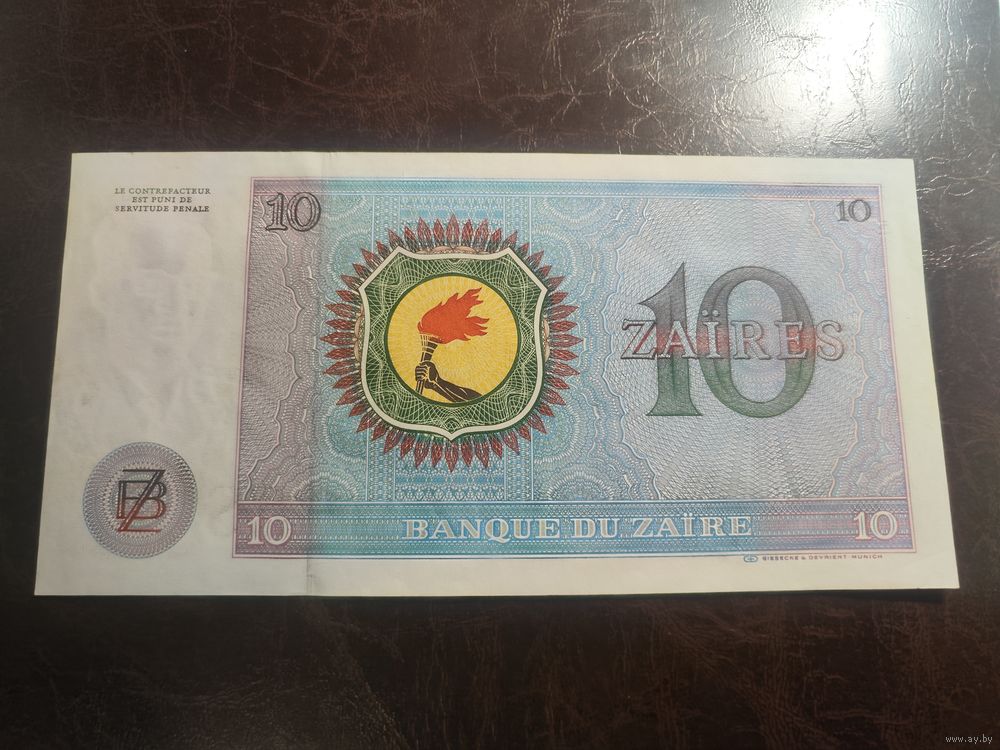 LE CONTREFACTEUR
EST PUNI DE
SERVITUDE PENALE
10
10
10
ZAÏRES
BZ
10
BANQUE DU ZAÏRE
10
GIESECKE & DEVRIENT MUNICH
www.ay.by